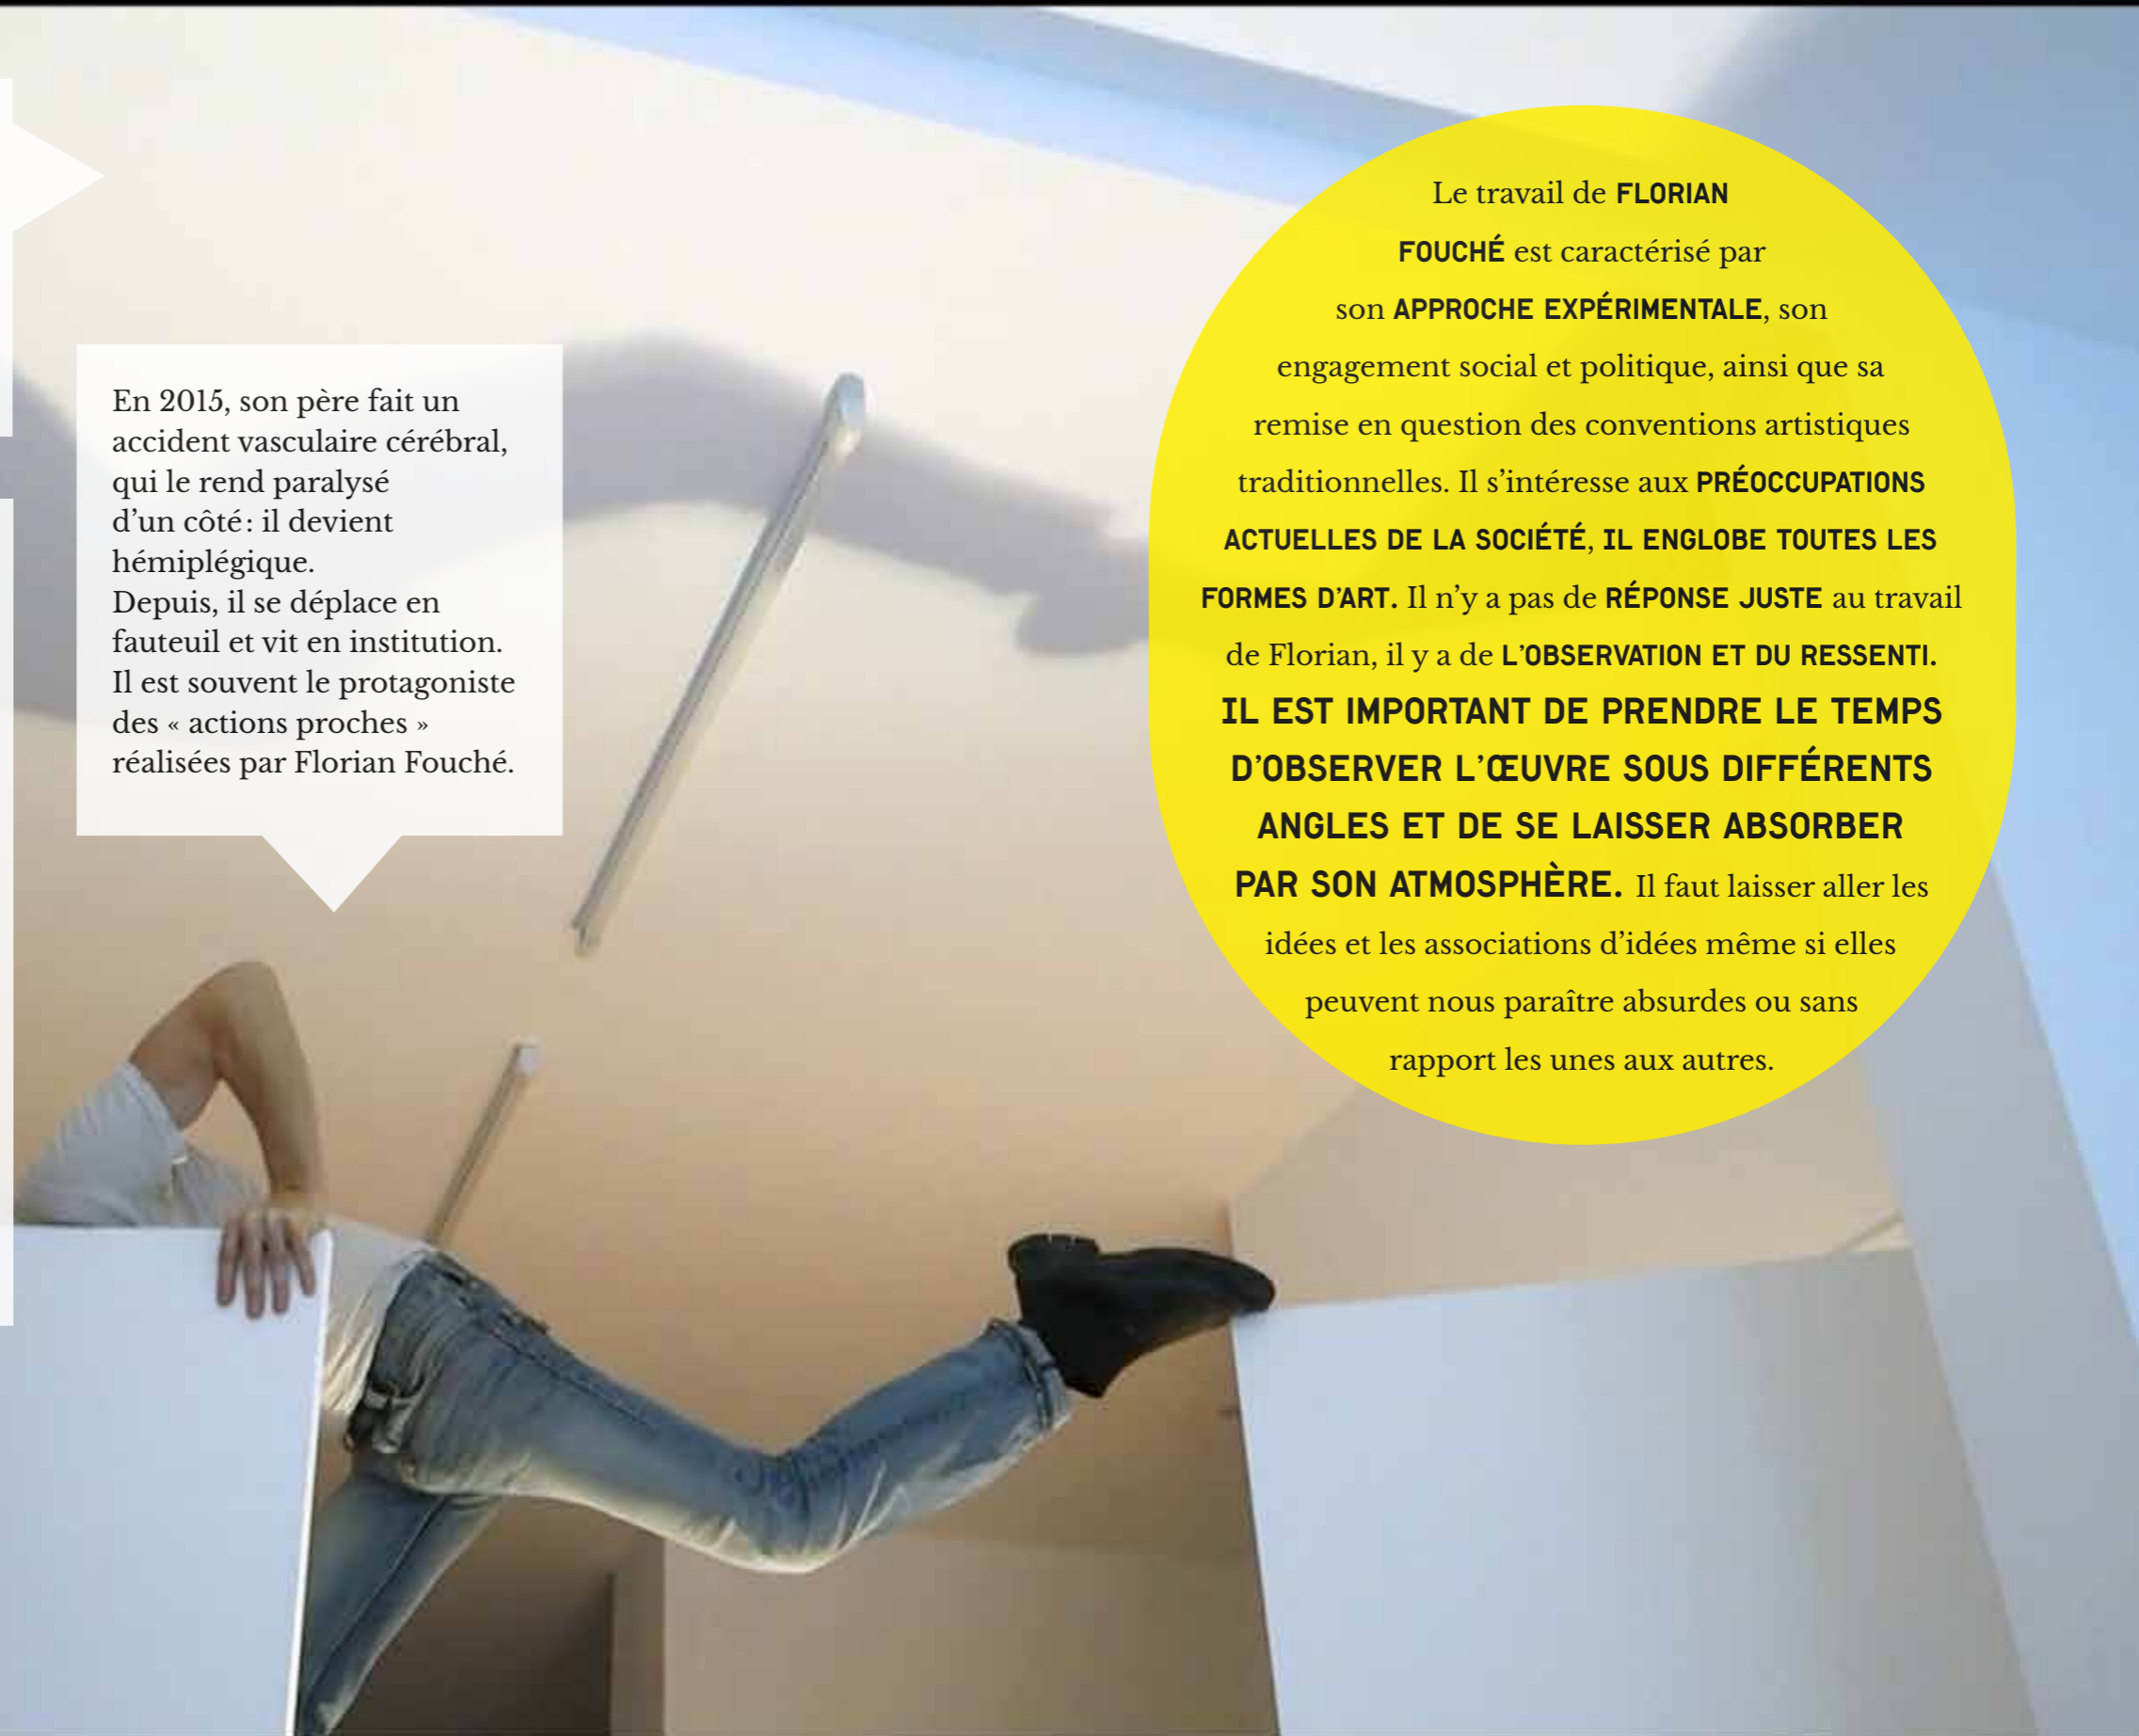 En 2015, son père fait un
accident vasculaire cérébral,
qui le rend paralysé
d’un côté : il devient
hémiplégique.
Depuis, il se déplace en
fauteuil et vit en institution.
Il est souvent le protagoniste
des « actions proches »
réalisées par Florian Fouché.
Le travail de FLORIAN
FOUCHÉ est caractérisé par
son APPROCHE EXPÉRIMENTALE, son
engagement social et politique, ainsi que sa
remise en question des conventions artistiques
traditionnelles. Il s’intéresse aux PRÉOCCUPATIONS
ACTUELLES DE LA SOCIÉTÉ, IL ENGLOBE TOUTES LES
FORMES D’ART. Il n’y a pas de RÉPONSE JUSTE au travail
de Florian, il y a de L’OBSERVATION ET DU RESSENTI.
IL EST IMPORTANT DE PRENDRE LE TEMPS
D’OBSERVER L’ŒUVRE SOUS DIFFÉRENTS
ANGLES ET DE SE LAISSER ABSORBER
PAR SON ATMOSPHÈRE. Il faut laisser aller les
idées et les associations d’idées même si elles
peuvent nous paraître absurdes ou sans
rapport les unes aux autres.